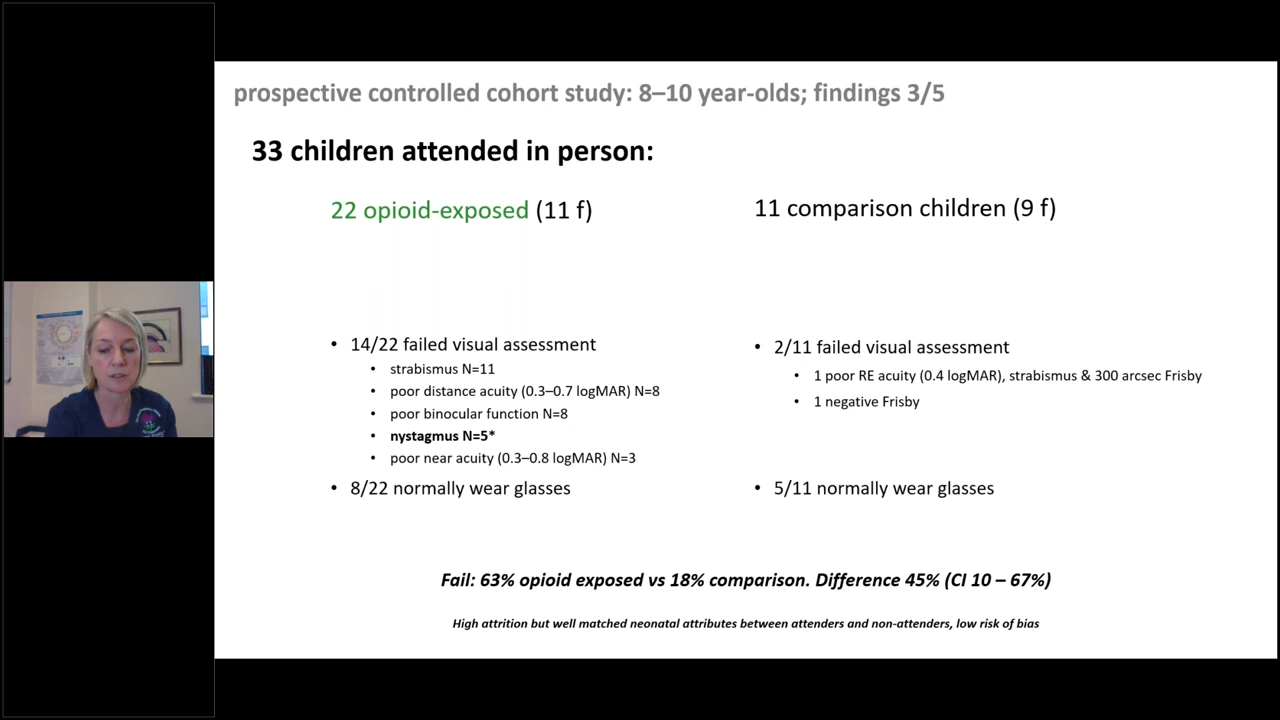 prospective controlled cohort study: 8–10 year-olds; findings 3/5
33 children attended in person:
22 opioid-exposed (11 f)
• 14/22 failed visual assessment
• strabismus N=11
• poor distance acuity (0.3–0.7 logMAR) N=8
• poor binocular function N=8
• nystagmus N=5*
• poor near acuity (0.3–0.8 logMAR) N=3
• 8/22 normally wear glasses
11 comparison children (9 f)
• 2/11 failed visual assessment
• 1 poor RE acuity (0.4 logMAR), strabismus & 300 arcsec Frisby
• 1 negative Frisby
• 5/11 normally wear glasses
Fail: 63% opioid exposed vs 18% comparison. Difference 45% (CI 10 – 67%)
High attrition but well matched neonatal attributes between attenders and non-attenders, low risk of bias